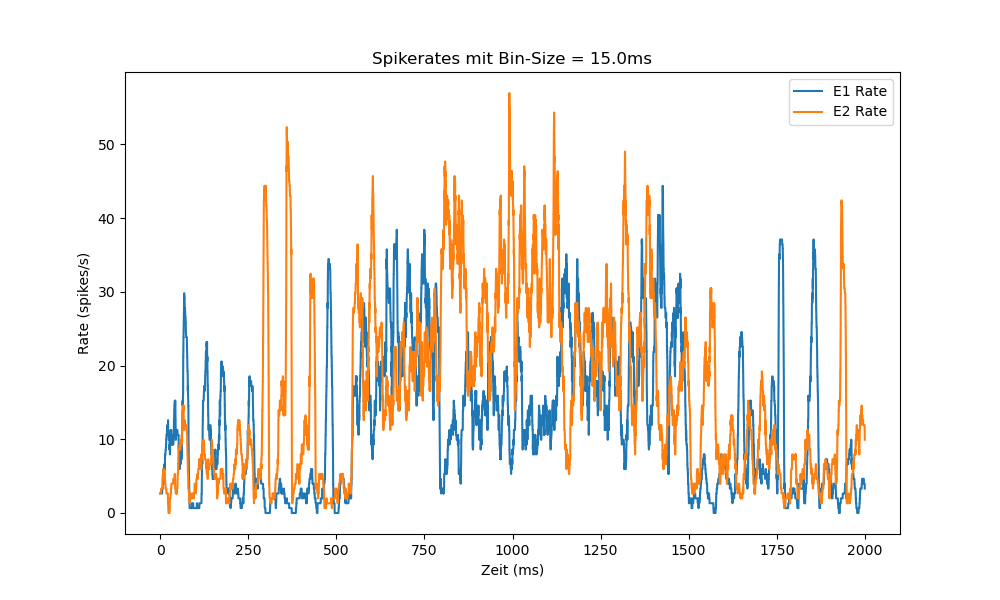 Spikerates mit Bin-Size = 15.0ms
E1 Rate
E2 Rate
50
40
30
20
10
0
Rate (spikes/s)
0 250 500 750 1000 1250 1500 1750 2000
Zeit (ms)